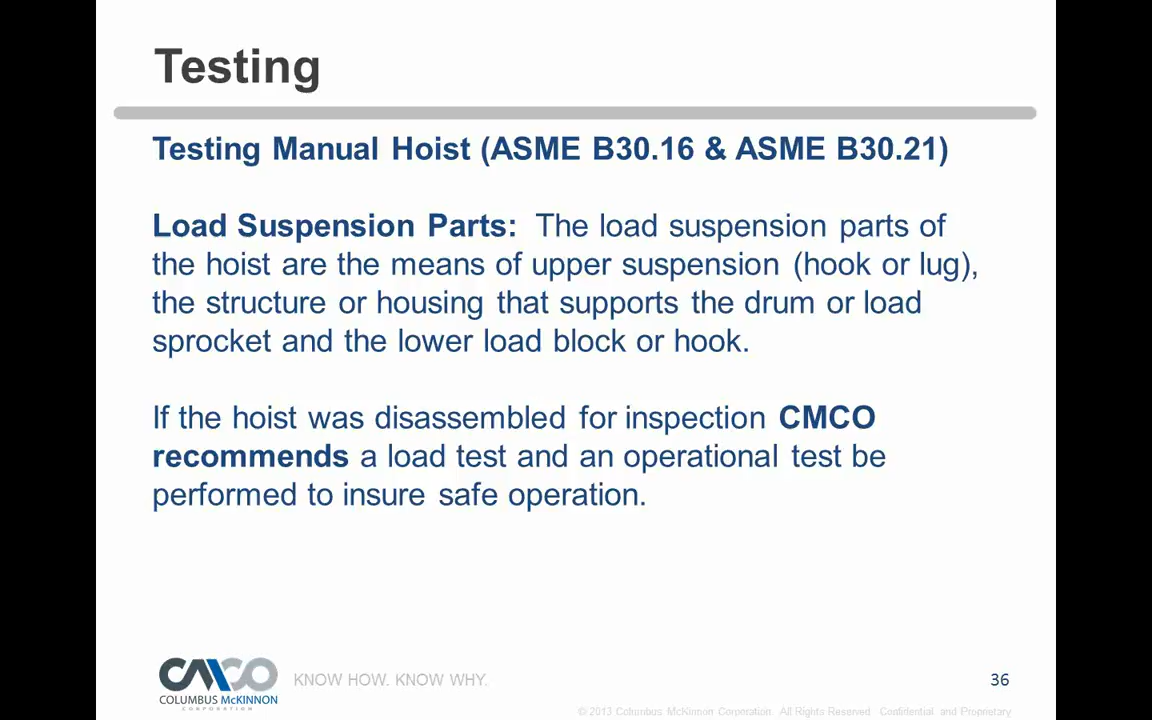 Testing
Testing Manual Hoist (ASME B30.16 & ASME B30.21)
Load Suspension Parts: The load suspension parts of
the hoist are the means of upper suspension (hook or lug),
the structure or housing that supports the drum or load
sprocket and the lower load block or hook.
If the hoist was disassembled for inspection CMCO
recommends a load test and an operational test be
performed to insure safe operation.
CMCO
COLUSMBUS McKINNON
CORPORATION
KNOW HOW. KNOW WHY.
36
© 2013 Columbus McKinnon Corporation. All Rights Reserved. Confidential and Proprietary